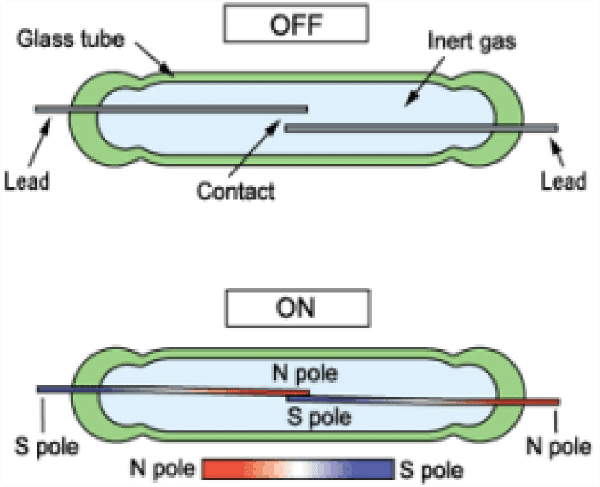 OFF
Glass tube
Inert gas
Lead
Contact
Lead
ON
N pole
S pole
S pole
N pole
N pole
S pole